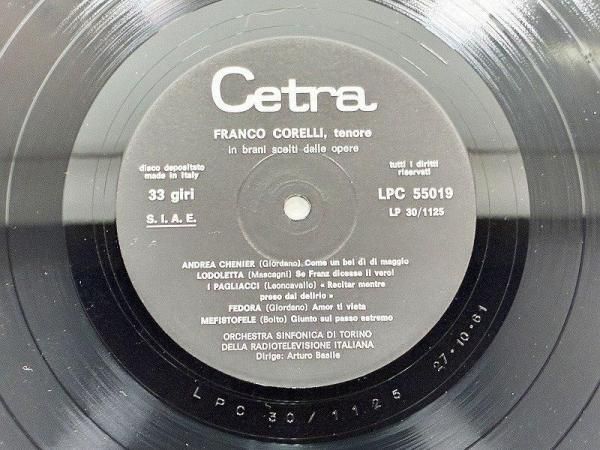 Cetra
FRANCO CORELLI, tenore
in brani scelti dalle opere
disco depositato
made in Italy
33 giri
S. I. A. E.
tutti i diritti
riservati
LPC 55019
LP 30/1125
ANDREA CHENIER (Giordano) Come un bel dì di maggio
LODOLETTA (Mascagni) Se Franz dicesse il vero!
I PAGLIACCI (Leoncavallo) « Recitar mentre
preso dal delirio »
FEDORA (Giordano) Amor ti vieta
MEFISTOFELE (Boito) Giunto sul passo estremo
ORCHESTRA SINFONICA DI TORINO
DELLA RADIOTELEVISIONE ITALIANA
Dirige: Arturo Basile
LPC 30/1125 27·10·61